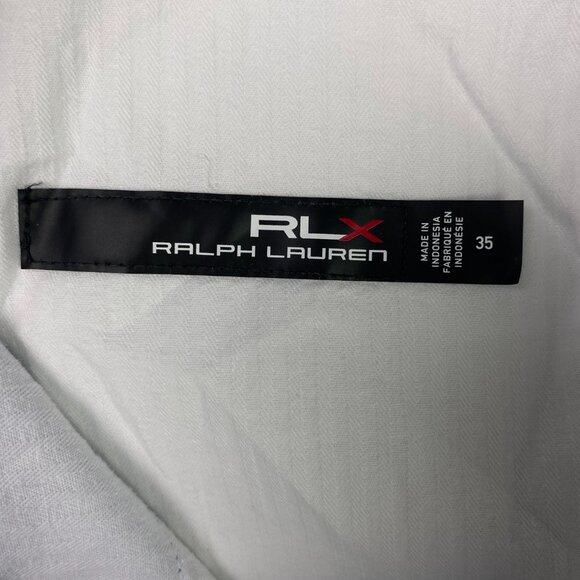 RLX
RALPH LAUREN
MADE IN
INDONESIA
FABRIQUÉ EN
INDONÉSIE
35